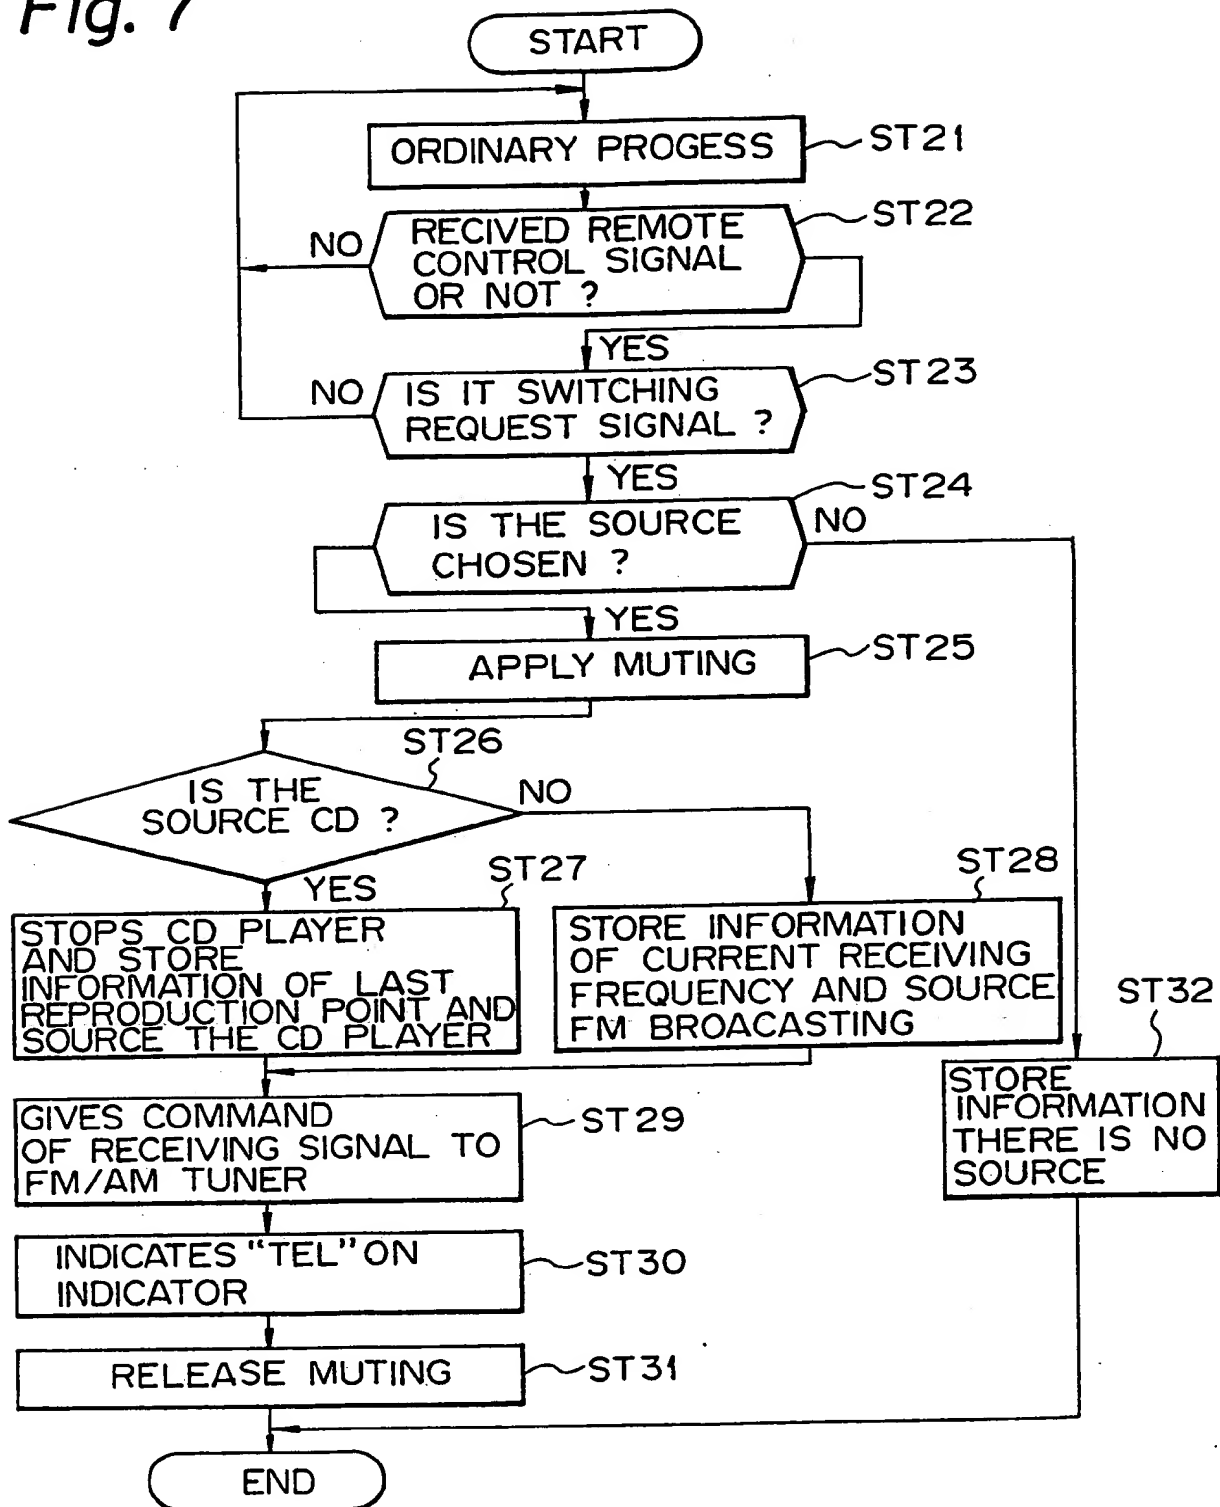 Fig. 7
START
ORDINARY PROGESS
ST21
RECIVED REMOTE
CONTROL SIGNAL
OR NOT ?
ST22
NO
YES
IS IT SWITCHING
REQUEST SIGNAL ?
ST23
NO
YES
IS THE SOURCE
CHOSEN ?
ST24
NO
YES
APPLY MUTING
ST25
IS THE
SOURCE CD ?
ST26
NO
YES
ST27
STOPS CD PLAYER
AND STORE
INFORMATION OF LAST
REPRODUCTION POINT AND
SOURCE THE CD PLAYER
ST28
STORE INFORMATION
OF CURRENT RECEIVING
FREQUENCY AND SOURCE
FM BROACASTING
ST32
STORE
INFORMATION
THERE IS NO
SOURCE
GIVES COMMAND
OF RECEIVING SIGNAL TO
FM/AM TUNER
ST29
INDICATES "TEL" ON
INDICATOR
ST30
RELEASE MUTING
ST31
END